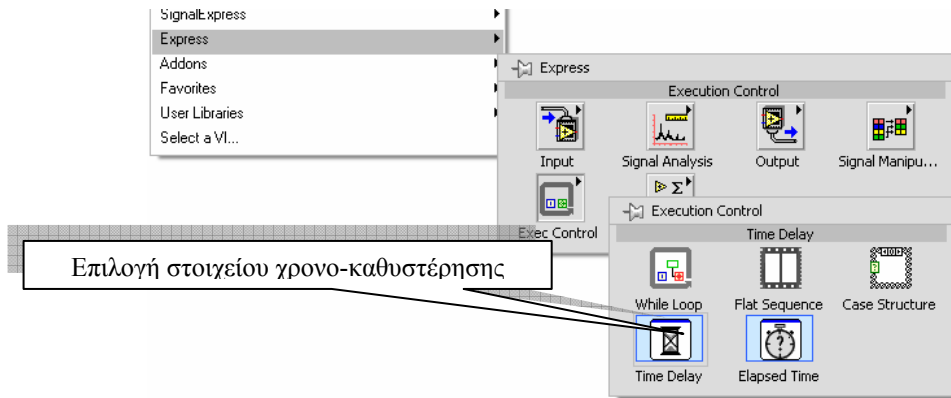 SignalExpress
Express
Addons
Favorites
User Libraries
Select a VI...
Express
Execution Control
Input
Signal Analysis
Output
Signal Manipu...
Exec Control
Execution Control
Time Delay
While Loop
Flat Sequence
Case Structure
Time Delay
Elapsed Time
Επιλογή στοιχείου χρονο-καθυστέρησης